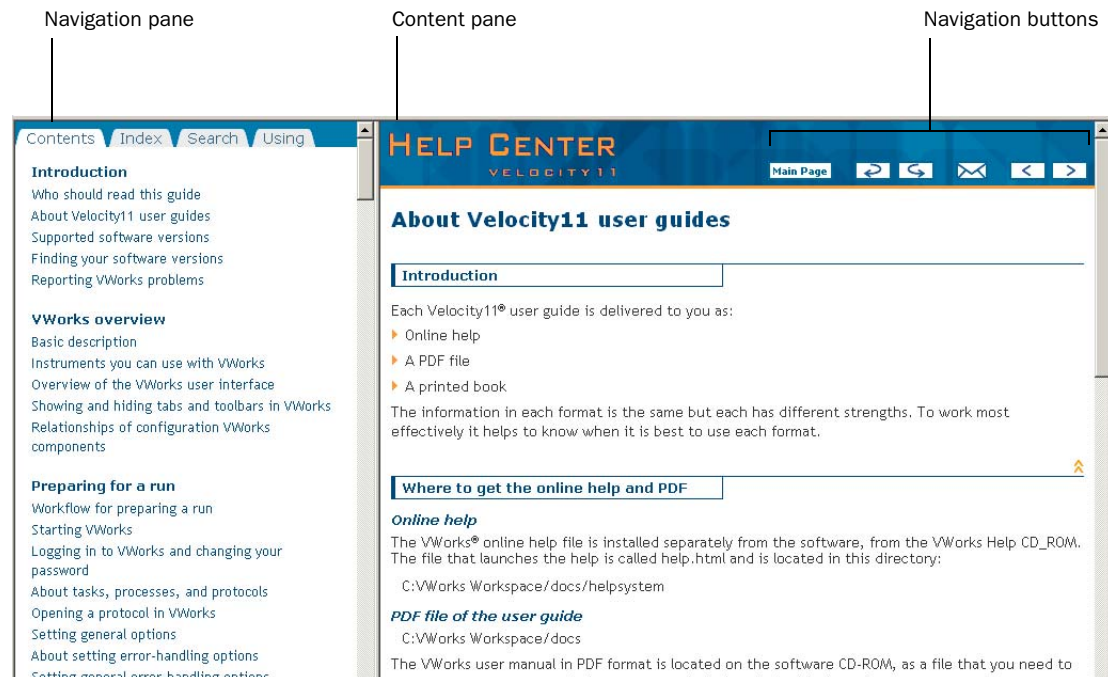 Navigation pane
Content pane
Navigation buttons
Contents Index Search Using
Introduction
Who should read this guide
About Velocity11 user guides
Supported software versions
Finding your software versions
Reporting VWorks problems
VWorks overview
Basic description
Instruments you can use with VWorks
Overview of the VWorks user interface
Showing and hiding tabs and toolbars in VWorks
Relationships of configuration VWorks
components
Preparing for a run
Workflow for preparing a run
Starting VWorks
Logging in to VWorks and changing your
password
About tasks, processes, and protocols
Opening a protocol in VWorks
Setting general options
About setting error-handling options
Setting general error-handling options
HELP CENTER
VELOCITY11
Main Page
About Velocity11 user guides
Introduction
Each Velocity11® user guide is delivered to you as:
Online help
A PDF file
A printed book
The information in each format is the same but each has different strengths. To work most
effectively it helps to know when it is best to use each format.
Where to get the online help and PDF
Online help
The VWorks® online help file is installed separately from the software, from the VWorks Help CD_ROM.
The file that launches the help is called help.html and is located in this directory:
C:VWorks Workspace/docs/helpsystem
PDF file of the user guide
C:VWorks Workspace/docs
The VWorks user manual in PDF format is located on the software CD-ROM, as a file that you need to